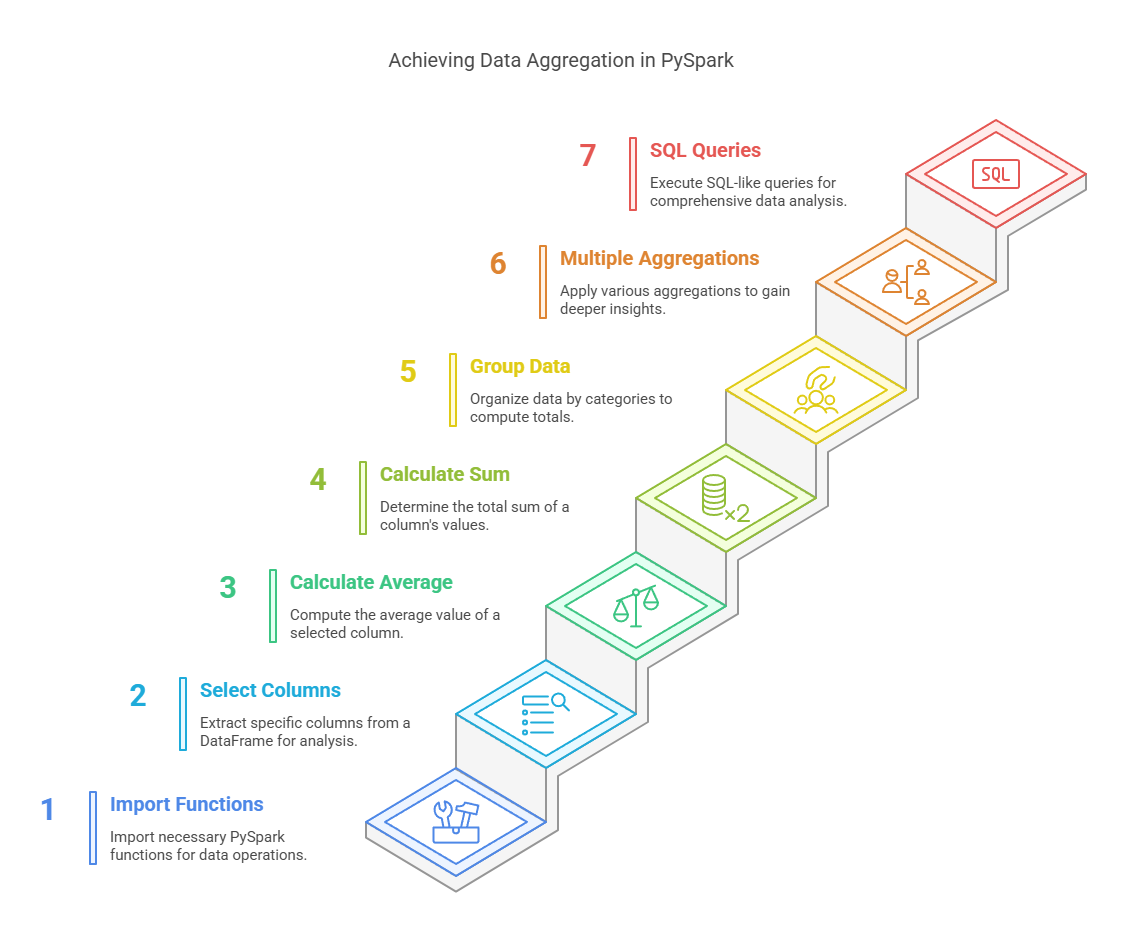 Achieving Data Aggregation in PySpark
7
SQL Queries
Execute SQL-like queries for
comprehensive data analysis.
SQL
6
Multiple Aggregations
Apply various aggregations to gain
deeper insights.
5
Group Data
Organize data by categories to
compute totals.
4
Calculate Sum
Determine the total sum of a
column's values.
×2
3
Calculate Average
Compute the average value of a
selected column.
2
Select Columns
Extract specific columns from a
DataFrame for analysis.
1
Import Functions
Import necessary PySpark
functions for data operations.